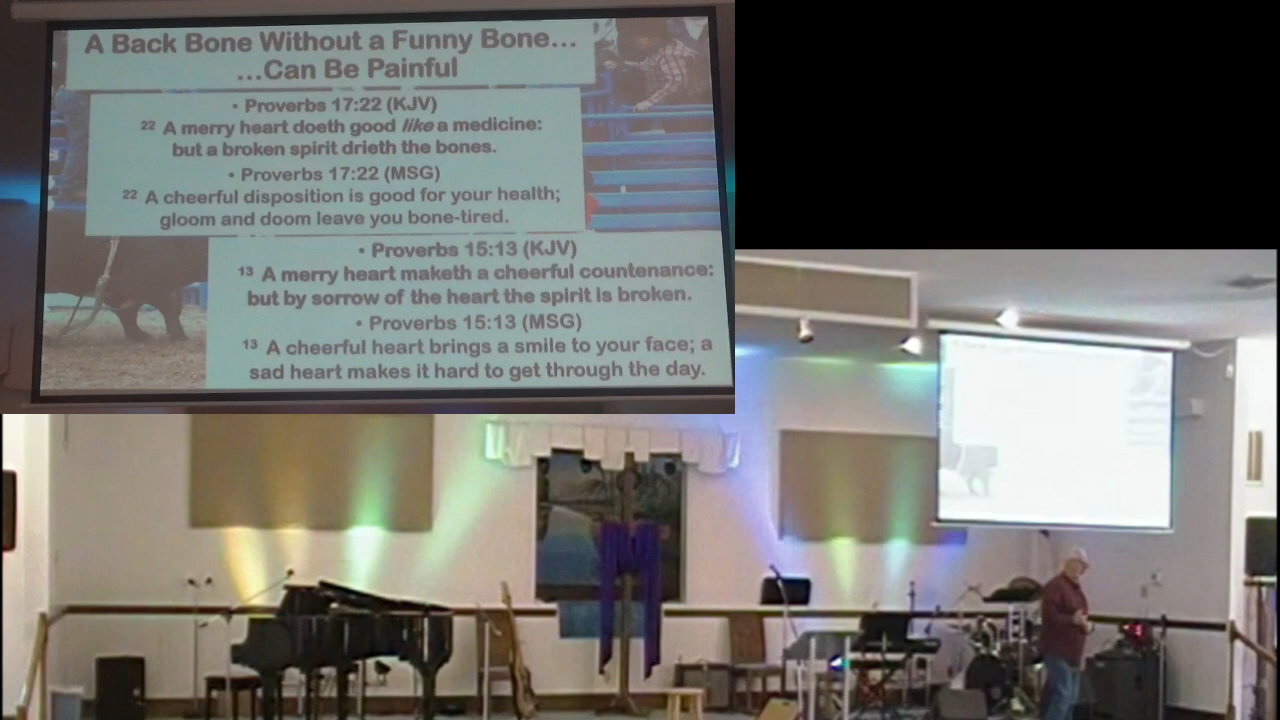 A Back Bone Without a Funny Bone...
...Can Be Painful
• Proverbs 17:22 (KJV)
22 A merry heart doeth good like a medicine:
but a broken spirit drieth the bones.
• Proverbs 17:22 (MSG)
22 A cheerful disposition is good for your health;
gloom and doom leave you bone-tired.
• Proverbs 15:13 (KJV)
13 A merry heart maketh a cheerful countenance:
but by sorrow of the heart the spirit is broken.
• Proverbs 15:13 (MSG)
13 A cheerful heart brings a smile to your face; a
sad heart makes it hard to get through the day.